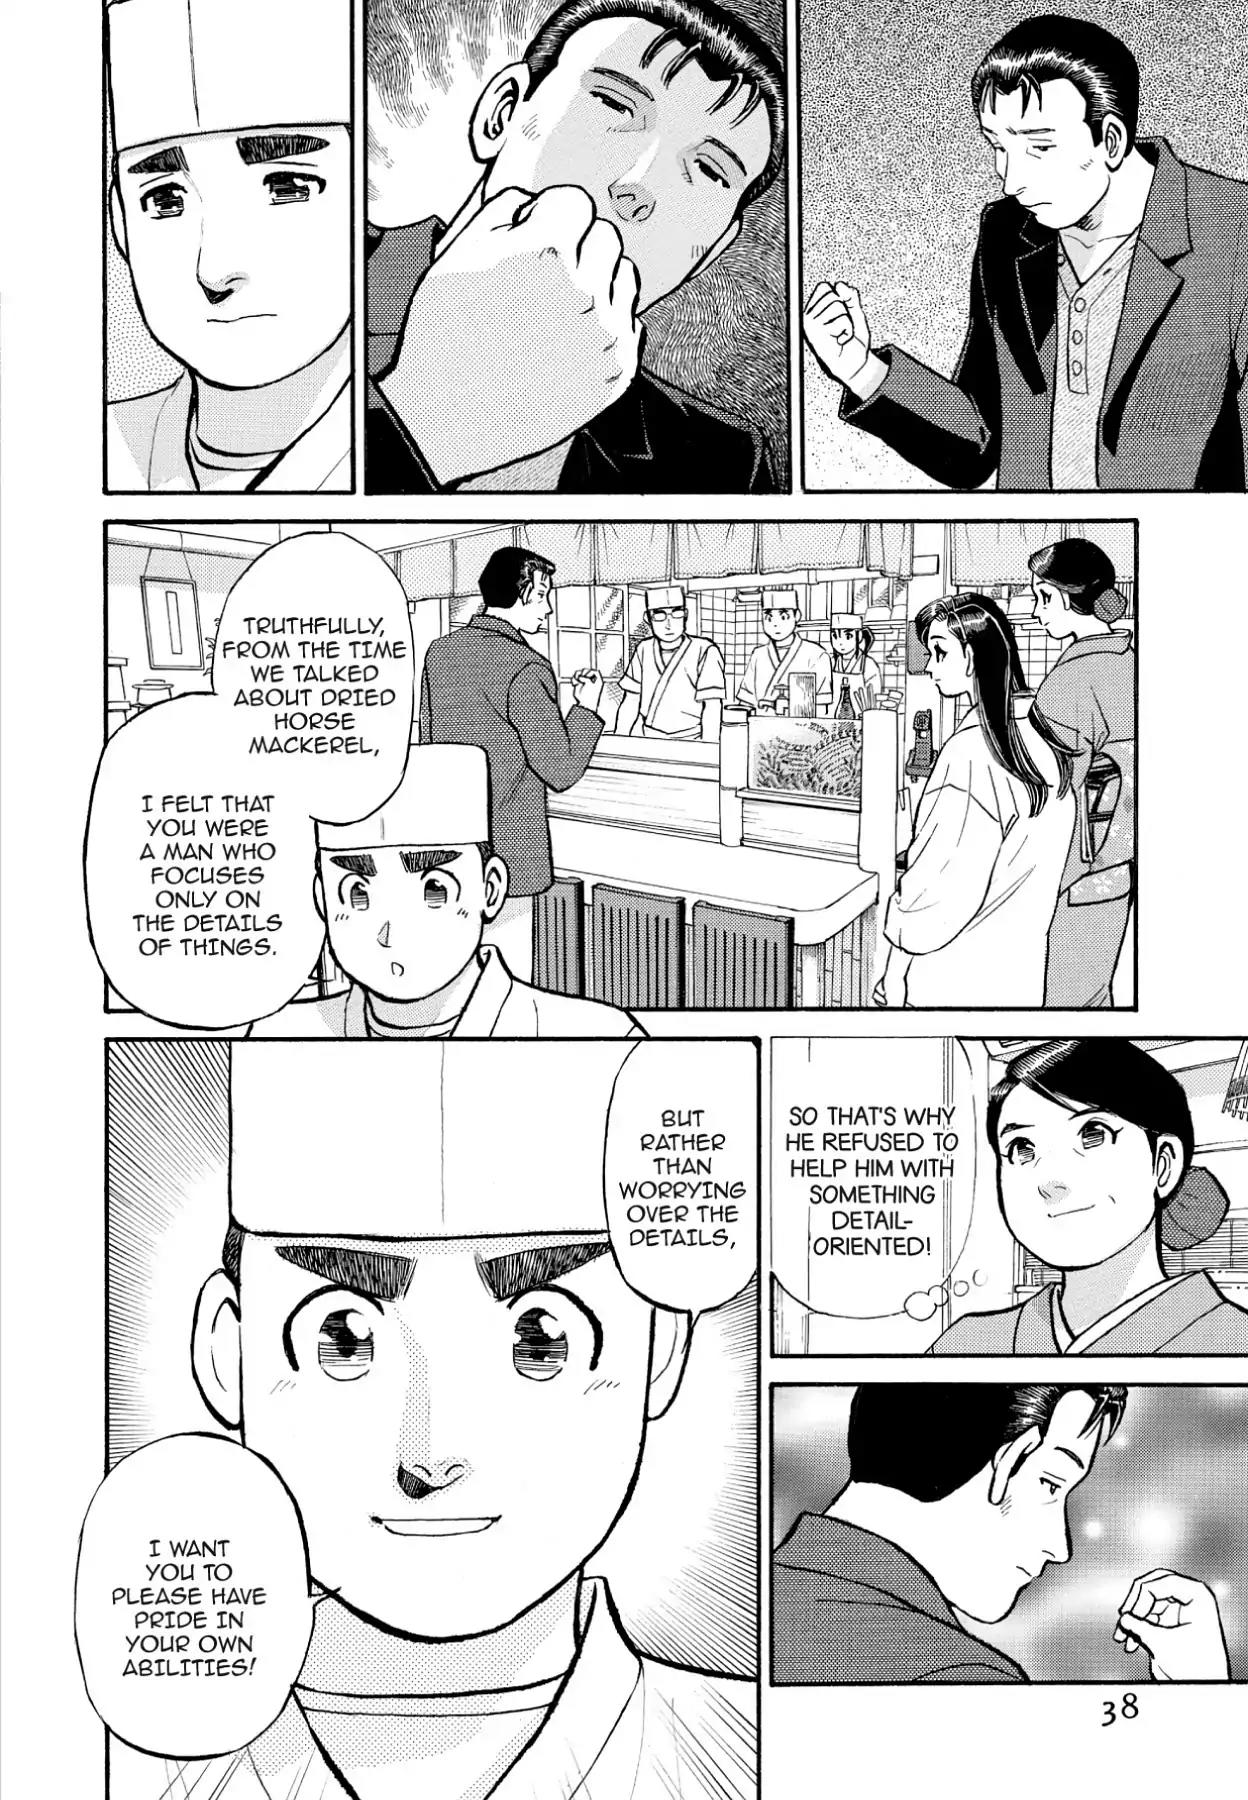 TRUTHFULLY,
FROM THE TIME
WE TALKED
ABOUT DRIED
HORSE
MACKEREL,
I FELT THAT
YOU WERE
A MAN WHO
FOCUSES
ONLY ON
THE DETAILS
OF THINGS.
SO THAT'S WHY
HE REFUSED TO
HELP HIM WITH
SOMETHING
DETAIL-
ORIENTED!
BUT
RATHER
THAN
WORRYING
OVER THE
DETAILS,
I WANT
YOU TO
PLEASE HAVE
PRIDE IN
YOUR OWN
ABILITIES!
38